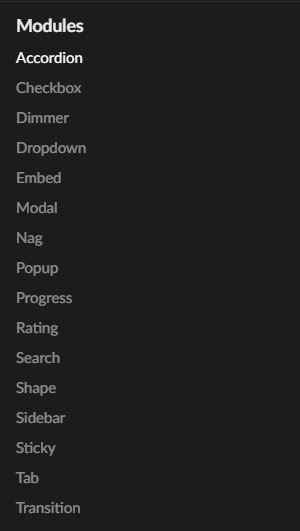 Modules
Accordion
Checkbox
Dimmer
Dropdown
Embed
Modal
Nag
Popup
Progress
Rating
Search
Shape
Sidebar
Sticky
Tab
Transition